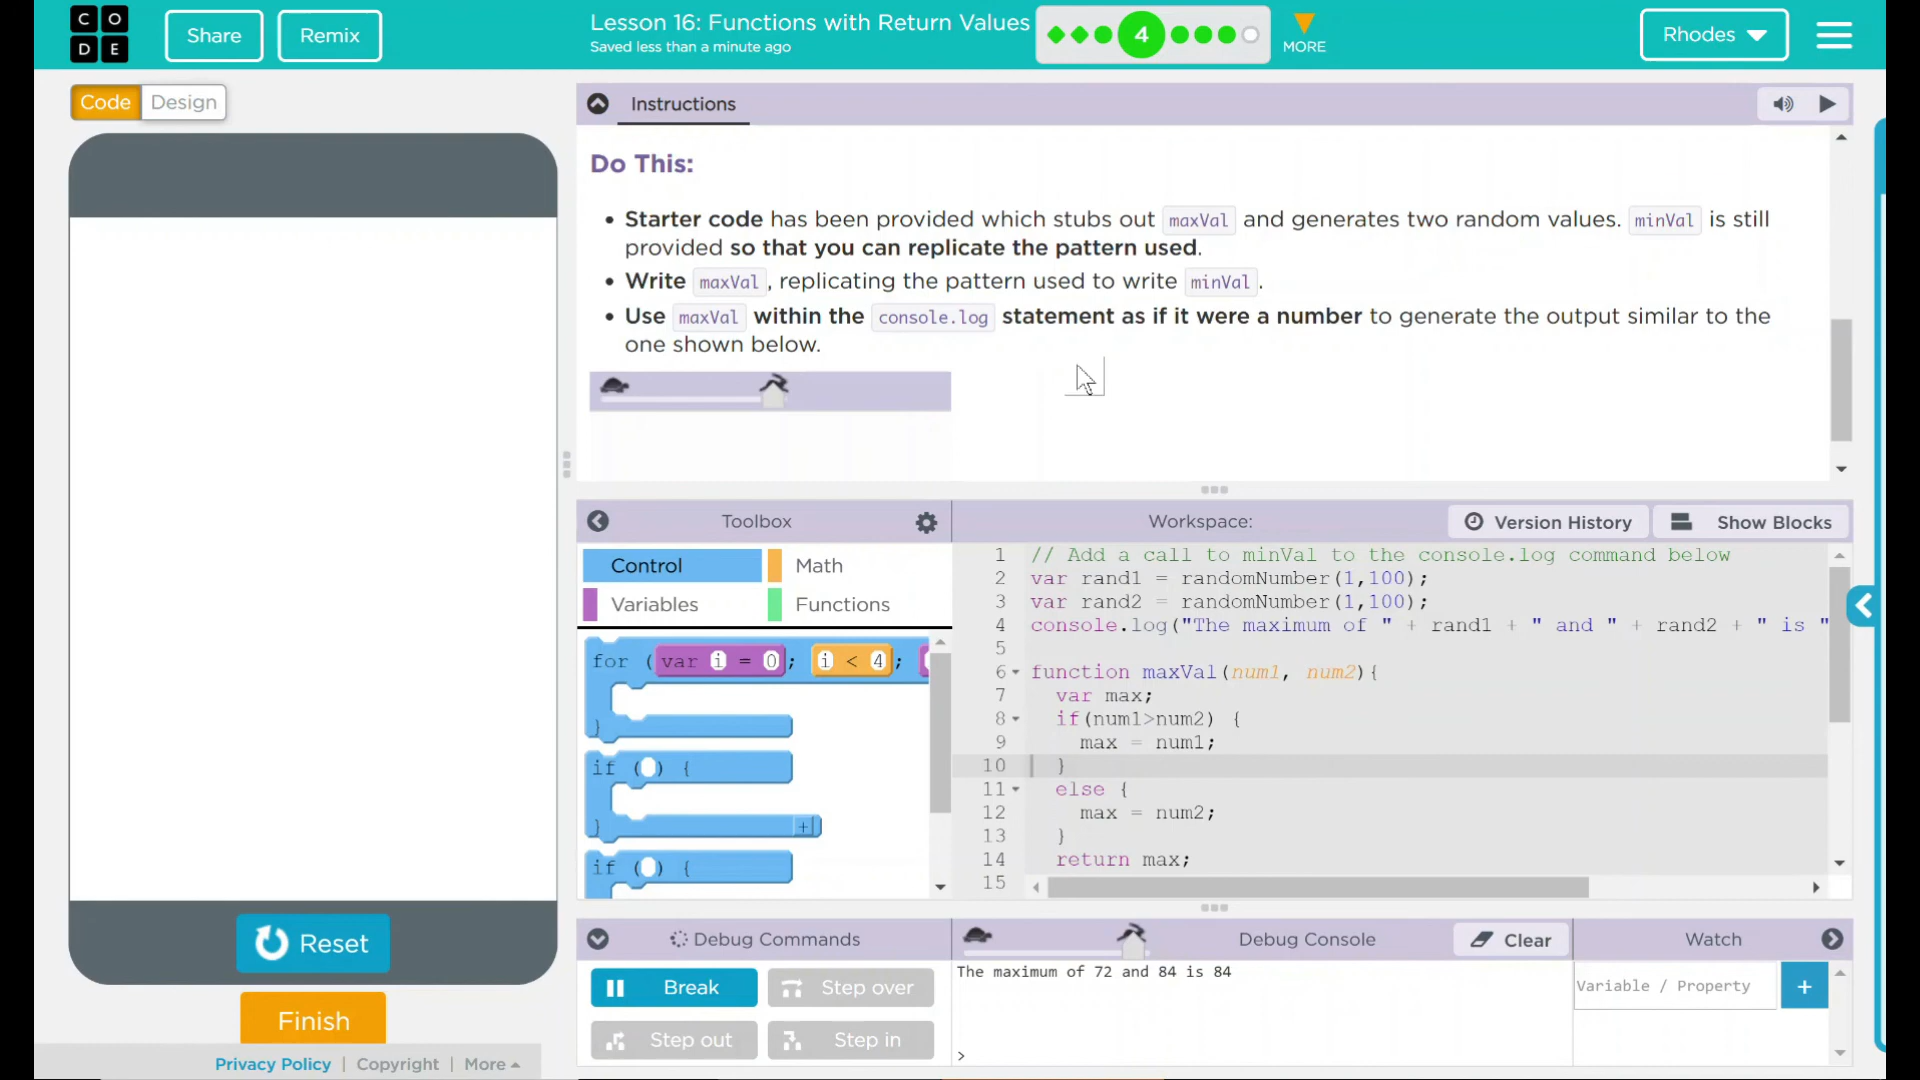 C O
D E
Share
Remix
Lesson 16: Functions with Return Values
Saved less than a minute ago
4
MORE
Rhodes
Code
Design
Instructions
Do This:
• Starter code has been provided which stubs out maxVal and generates two random values. minVal is still
provided so that you can replicate the pattern used.
• Write maxVal, replicating the pattern used to write minVal.
• Use maxVal within the console.log statement as if it were a number to generate the output similar to the
one shown below.
Toolbox
Workspace:
Version History
Show Blocks
Control
Math
Variables
Functions
for ( var i = 0 ; i < 4 ;
}
if ( ) {
} +
if ( ) {
1 // Add a call to minVal to the console.log command below
2 var rand1 = randomNumber(1,100);
3 var rand2 = randomNumber(1,100);
4 console.log("The maximum of " + rand1 + " and " + rand2 + " is "
5
6 function maxVal(num1, num2){
7 var max;
8 if(num1>num2) {
9 max = num1;
10 }
11 else {
12 max = num2;
13 }
14 return max;
15
Reset
Finish
Debug Commands
Debug Console
Clear
Watch
Break
Step over
Step out
Step in
The maximum of 72 and 84 is 84
>
Variable / Property
+
Privacy Policy | Copyright | More